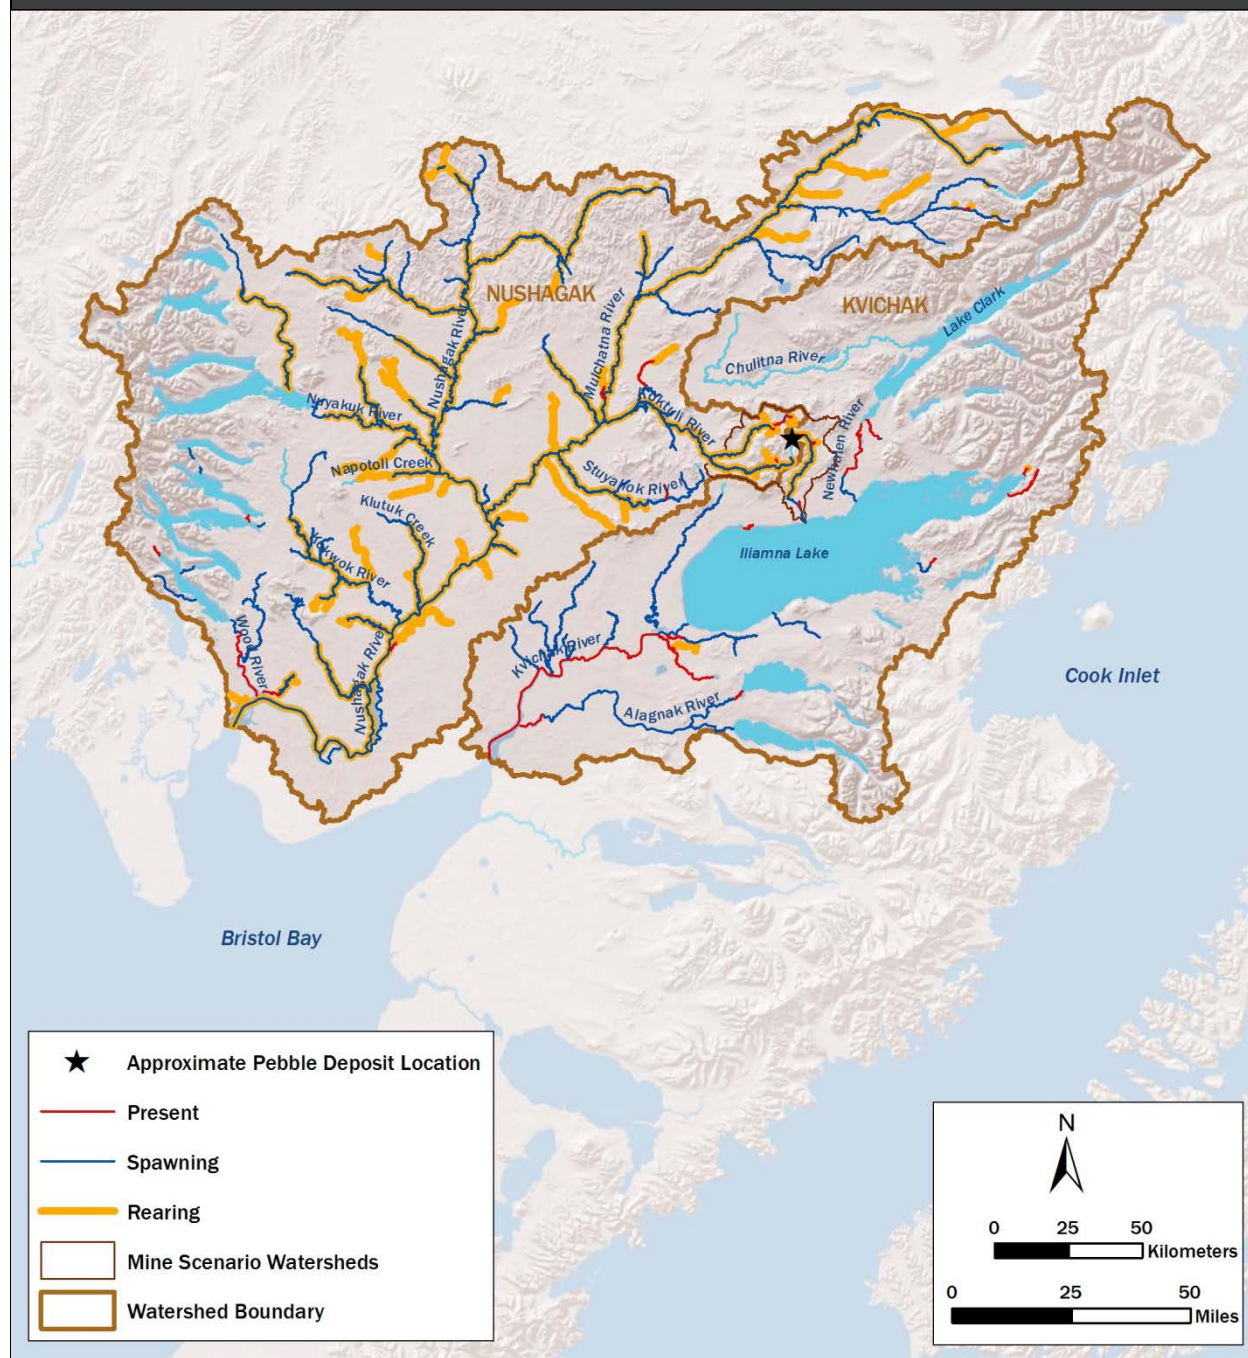 NUSHAGAK
KVICHAK
Lake Clark
Chulitna River
Mulchatna River
Nushagak River
Koktuli River
Nuyakuk River
Newhalen River
Napotoli Creek
Stuyahok River
Klutuk Creek
Kokwok River
Iliamna Lake
Wood River
Nushagak River
Kvichak River
Alagnak River
Cook Inlet
Bristol Bay
Approximate Pebble Deposit Location
Present
Spawning
Rearing
Mine Scenario Watersheds
Watershed Boundary
N
0 25 50
Kilometers
0 25 50
Miles